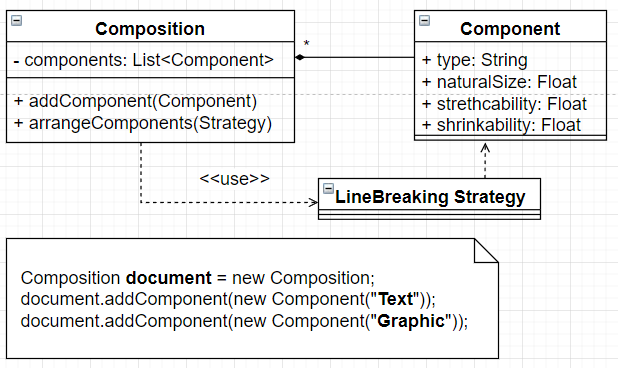 Composition
- components: List<Component>
+ addComponent(Component)
+ arrangeComponents(Strategy)
*
Component
+ type: String
+ naturalSize: Float
+ strethcability: Float
+ shrinkability: Float
<<use>>
LineBreaking Strategy
Composition document = new Composition;
document.addComponent(new Component("Text"));
document.addComponent(new Component("Graphic"));